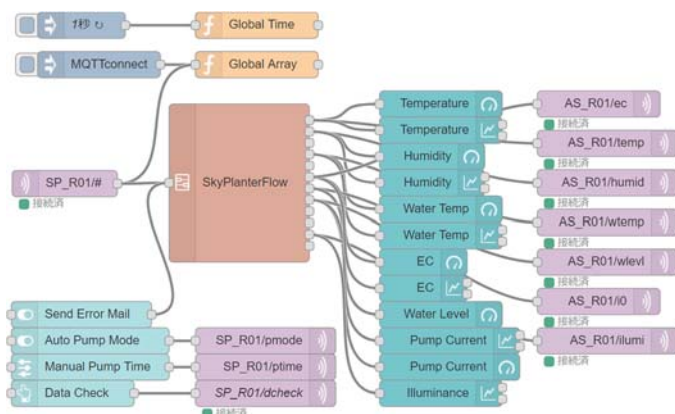 1秒 ↻
Global Time
MQTTconnect
Global Array
SkyPlanterFlow
SP_R01/#
接続済
Send Error Mail
Auto Pump Mode
SP_R01/pmode
Manual Pump Time
SP_R01/ptime
Data Check
SP_R01/dcheck
接続済
Temperature
Temperature
Humidity
Humidity
Water Temp
Water Temp
EC
EC
Water Level
Pump Current
Pump Current
Illuminance
AS_R01/ec
接続済
AS_R01/temp
接続済
AS_R01/humid
接続済
AS_R01/wtemp
接続済
AS_R01/wlevl
接続済
AS_R01/i0
接続済
AS_R01/ilumi
接続済